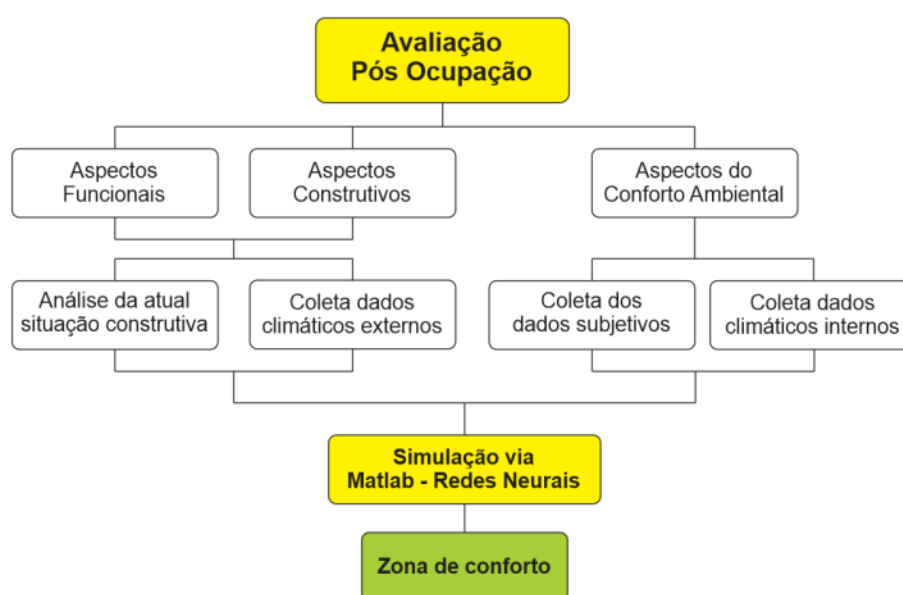 Avaliação
Pós Ocupação
Aspectos
Funcionais
Aspectos
Construtivos
Aspectos do
Conforto Ambiental
Análise da atual
situação construtiva
Coleta dados
climáticos externos
Coleta dos
dados subjetivos
Coleta dados
climáticos internos
Simulação via
Matlab - Redes Neurais
Zona de conforto